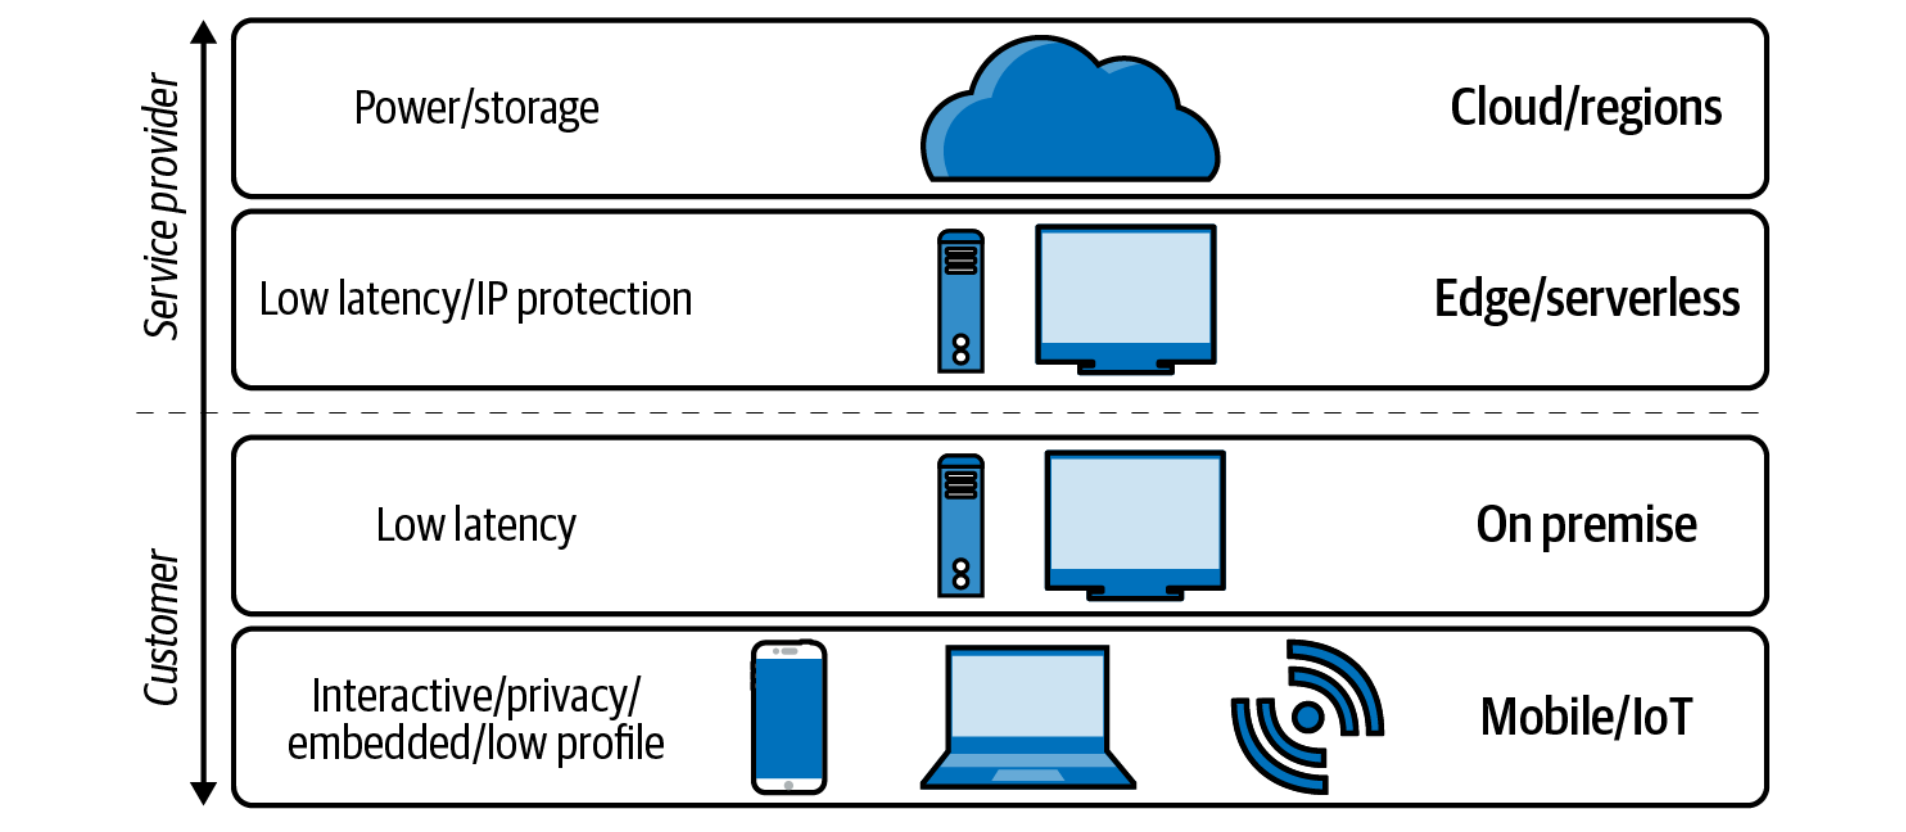 Service provider
Power/storage
Cloud/regions
Low latency/IP protection
Edge/serverless
Customer
Low latency
On premise
Interactive/privacy/
embedded/low profile
Mobile/IoT